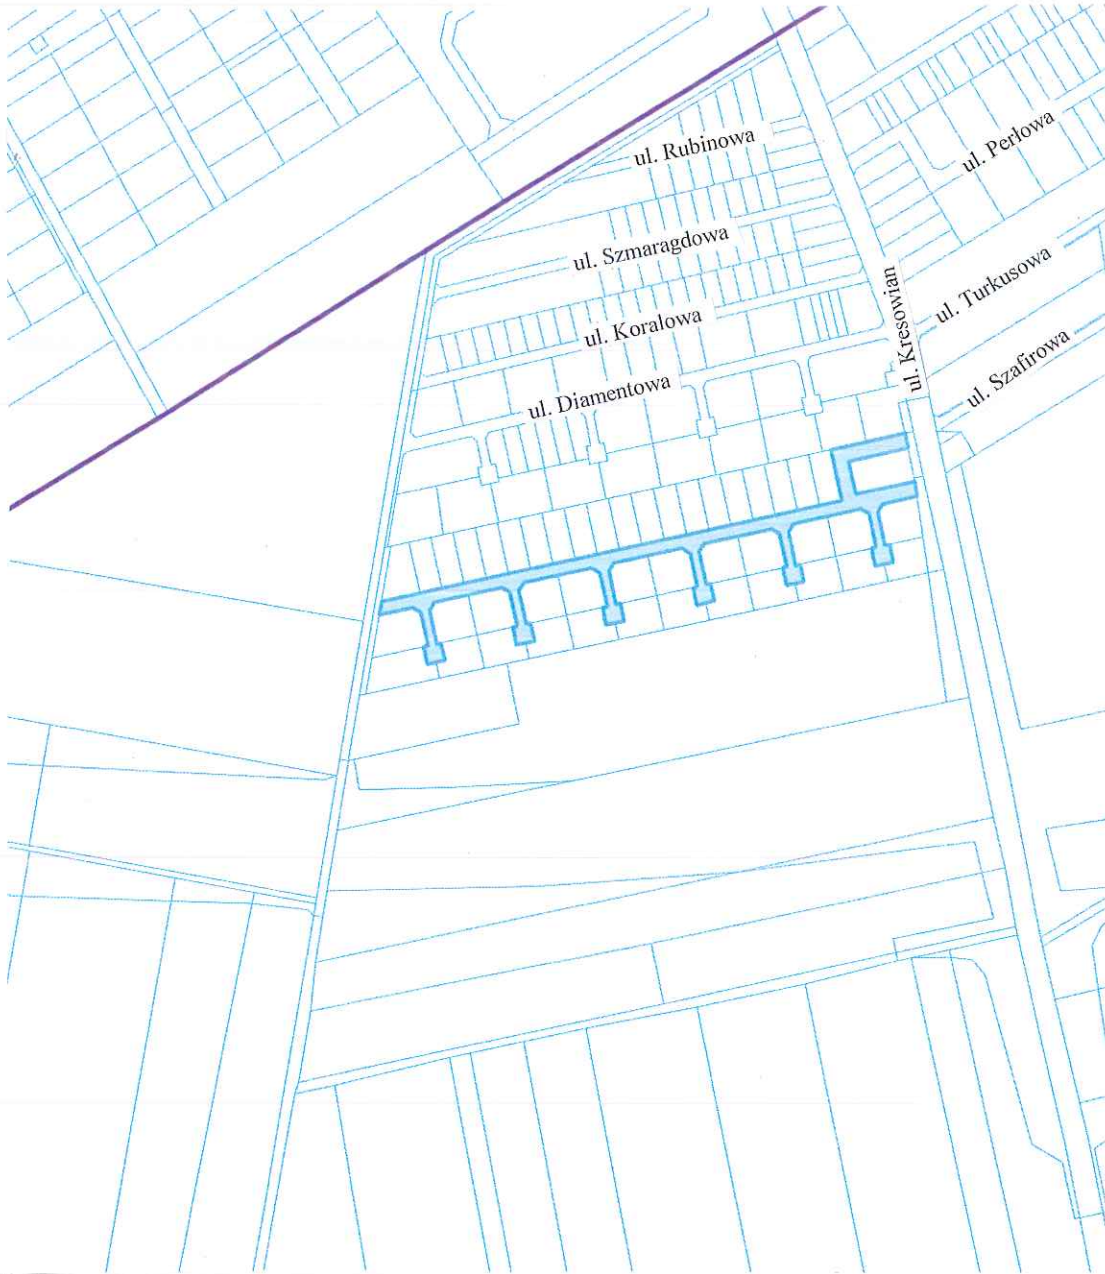 ul. Rubinowa
ul. Perłowa
ul. Szmaragdowa
ul. Turkusowa
ul. Koralowa
ul. Kresowian
ul. Szafirowa
ul. Diamentowa